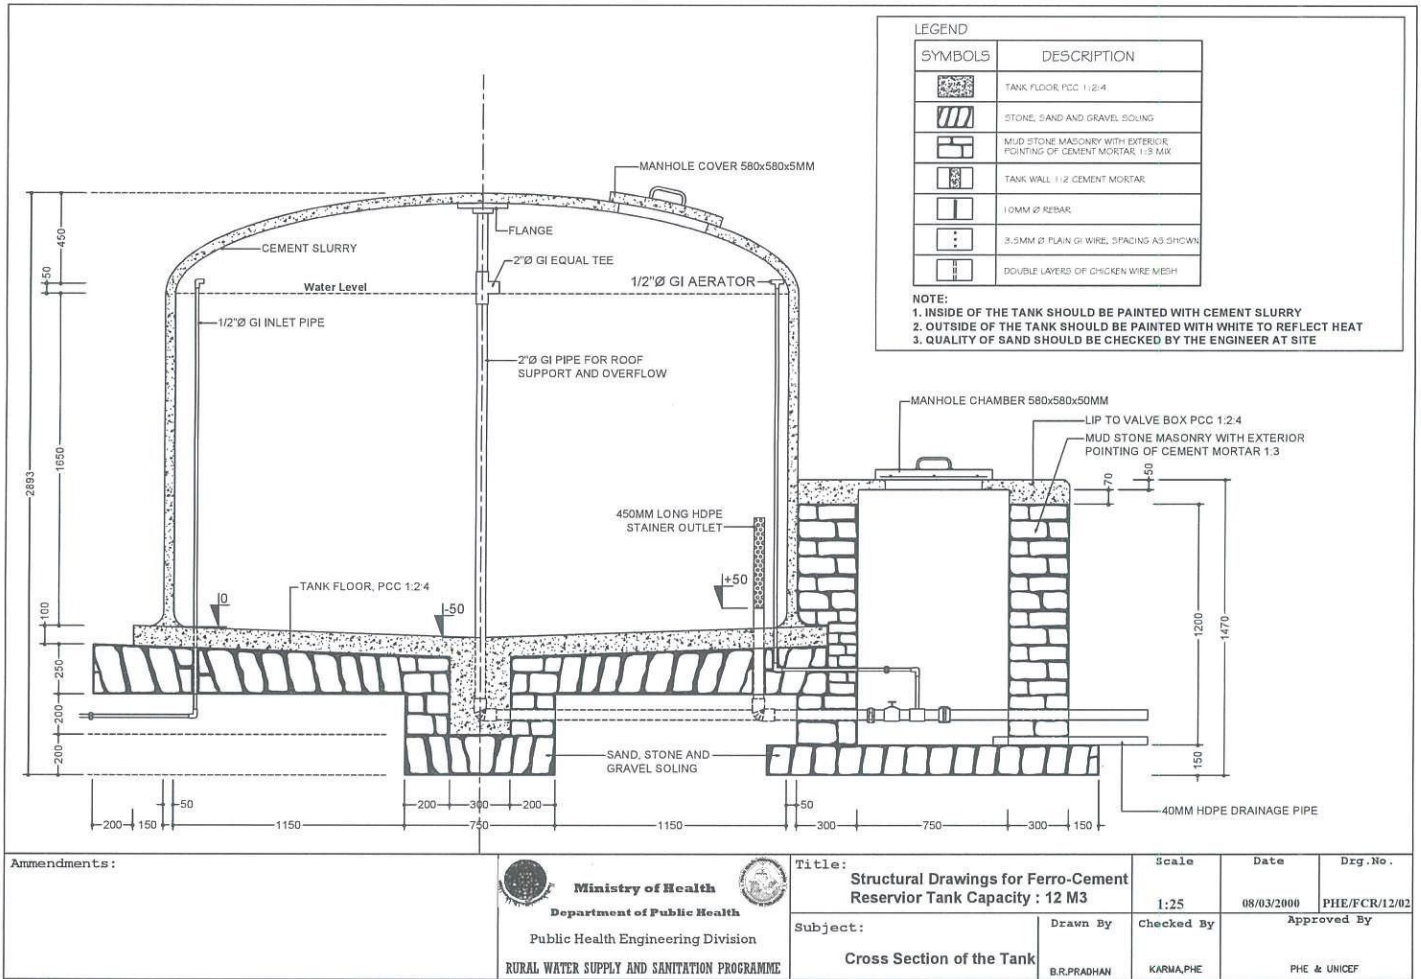 LEGEND
SYMBOLS DESCRIPTION
TANK FLOOR PCC 1:2:4
STONE, SAND AND GRAVEL SOLING
MUD STONE MASONRY WITH EXTERIOR
POINTING OF CEMENT MORTAR 1:3 MIX
TANK WALL 1:2 CEMENT MORTAR
10MM Ø REBAR
3.5MM Ø PLAIN GI WIRE, SPACING AS SHOWN
DOUBLE LAYERS OF CHICKEN WIRE MESH
NOTE:
1. INSIDE OF THE TANK SHOULD BE PAINTED WITH CEMENT SLURRY
2. OUTSIDE OF THE TANK SHOULD BE PAINTED WITH WHITE TO REFLECT HEAT
3. QUALITY OF SAND SHOULD BE CHECKED BY THE ENGINEER AT SITE
MANHOLE COVER 580x580x5MM
FLANGE
CEMENT SLURRY
2"Ø GI EQUAL TEE
1/2"Ø GI AERATOR
Water Level
1/2"Ø GI INLET PIPE
2"Ø GI PIPE FOR ROOF
SUPPORT AND OVERFLOW
MANHOLE CHAMBER 580x580x50MM
LIP TO VALVE BOX PCC 1:2:4
MUD STONE MASONRY WITH EXTERIOR
POINTING OF CEMENT MORTAR 1:3
450MM LONG HDPE
STAINER OUTLET
TANK FLOOR, PCC 1:2:4
0
-50
+50
SAND, STONE AND
GRAVEL SOLING
40MM HDPE DRAINAGE PIPE
2893
450
50
1650
100
250
200
200
70
50
1200
1470
150
50
200
300
200
50
200
150
1150
750
1150
300
750
300
150
Ammendments:
Ministry of Health
Department of Public Health
Public Health Engineering Division
RURAL WATER SUPPLY AND SANITATION PROGRAMME
Title:
Structural Drawings for Ferro-Cement
Reservior Tank Capacity : 12 M3
Scale
1:25
Date
08/03/2000
Drg.No.
PHE/FCR/12/02
Subject:
Cross Section of the Tank
Drawn By
B.R.PRADHAN
Checked By
KARMA,PHE
Approved By
PHE & UNICEF